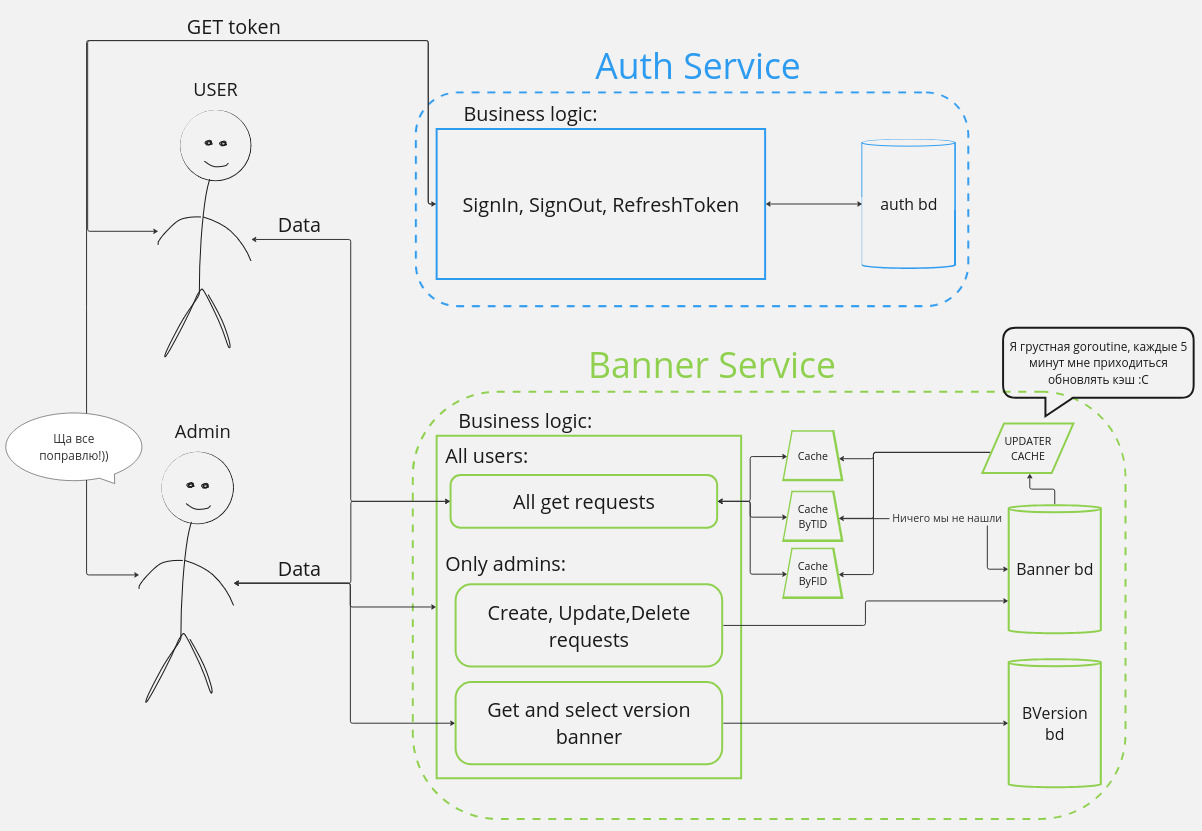 GET token
Auth Service
USER
Business logic:
SignIn, SignOut, RefreshToken
auth bd
Data
Я грустная goroutine, каждые 5
минут мне приходиться
обновлять кэш :C
Banner Service
Business logic:
Admin
Ща все
поправлю!))
All users:
Cache
UPDATER
CACHE
All get requests
Cache
ByTID
Ничего мы не нашли
Data
Only admins:
Cache
ByFID
Banner bd
Create, Update,Delete
requests
Get and select version
banner
BVersion
bd